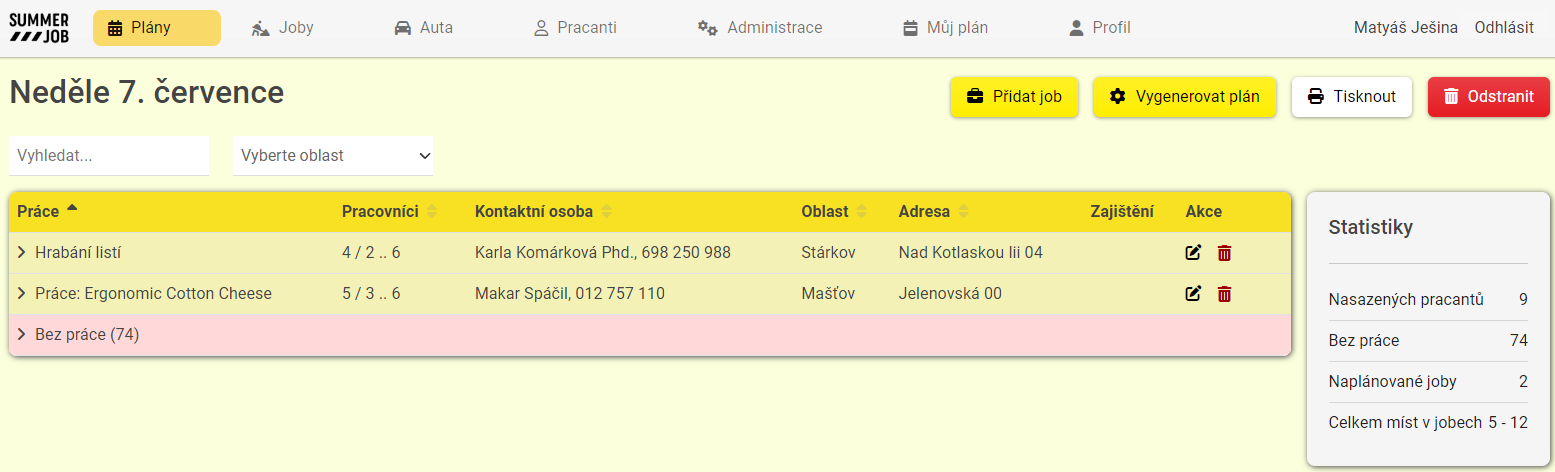 SUMMER
JOB
Plány Joby Auta Pracanti Administrace Můj plán Profil Matyáš Ješina Odhlásit
Neděle 7. července
Přidat job Vygenerovat plán Tisknout Odstranit
Vyhledat... Vyberte oblast
Práce Pracovníci Kontaktní osoba Oblast Adresa Zajištění Akce
Hrabání listí 4 / 2 .. 6 Karla Komárková Phd., 698 250 988 Stárkov Nad Kotlaskou Iii 04
Práce: Ergonomic Cotton Cheese 5 / 3 .. 6 Makar Spáčil, 012 757 110 Mašťov Jelenovská 00
Bez práce (74)
Statistiky
Nasazených pracantů 9
Bez práce 74
Naplánované joby 2
Celkem míst v jobech 5 - 12